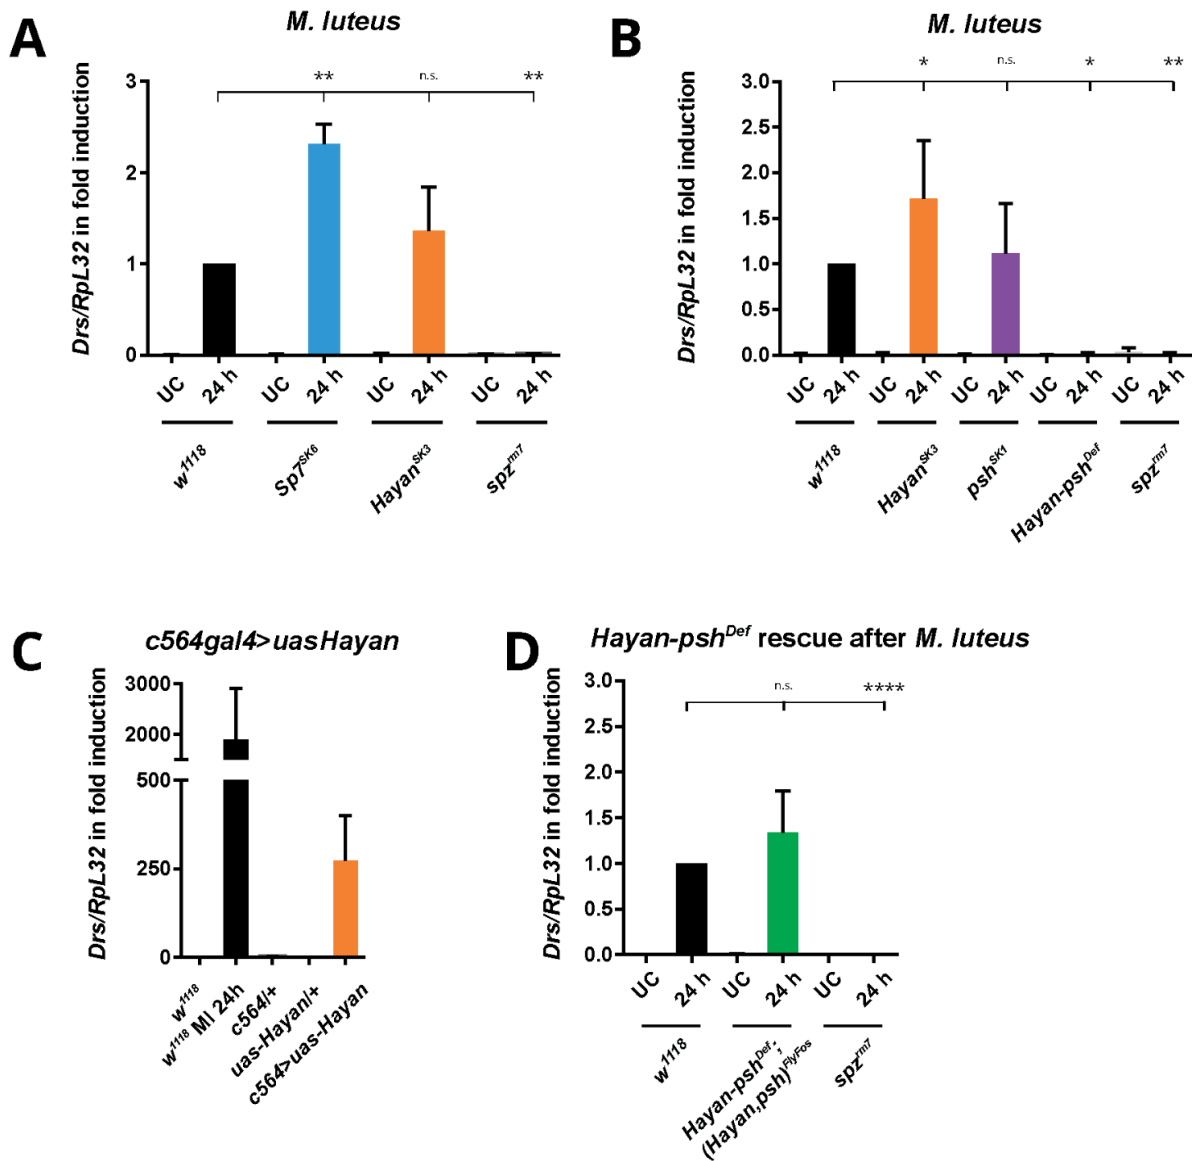 A
M. luteus
Drs/RpL32 in fold induction
3
2
1
0
** n.s. **
UC 24 h UC 24 h UC 24 h UC 24 h
w1118 Sp7SK6 HayanSK3 spzrm7
B
M. luteus
Drs/RpL32 in fold induction
3.0
2.5
2.0
1.5
1.0
0.5
0.0
* n.s. * **
UC 24 h UC 24 h UC 24 h UC 24 h UC 24 h
w1118 HayanSK3 pshSK1 Hayan-pshDef spzrm7
C
c564gal4>uasHayan
Drs/RpL32 in fold induction
3000
2000
500
250
0
w1118
w1118 Ml 24h
c564/+
uas-Hayan/+
c564>uas-Hayan
D
Hayan-pshDef rescue after M. luteus
Drs/RpL32 in fold induction
3.0
2.5
2.0
1.5
1.0
0.5
0.0
n.s. ****
UC 24 h UC 24 h UC 24 h
w1118
Hayan-pshDef;
(Hayan,psh)FlyFos
spzrm7